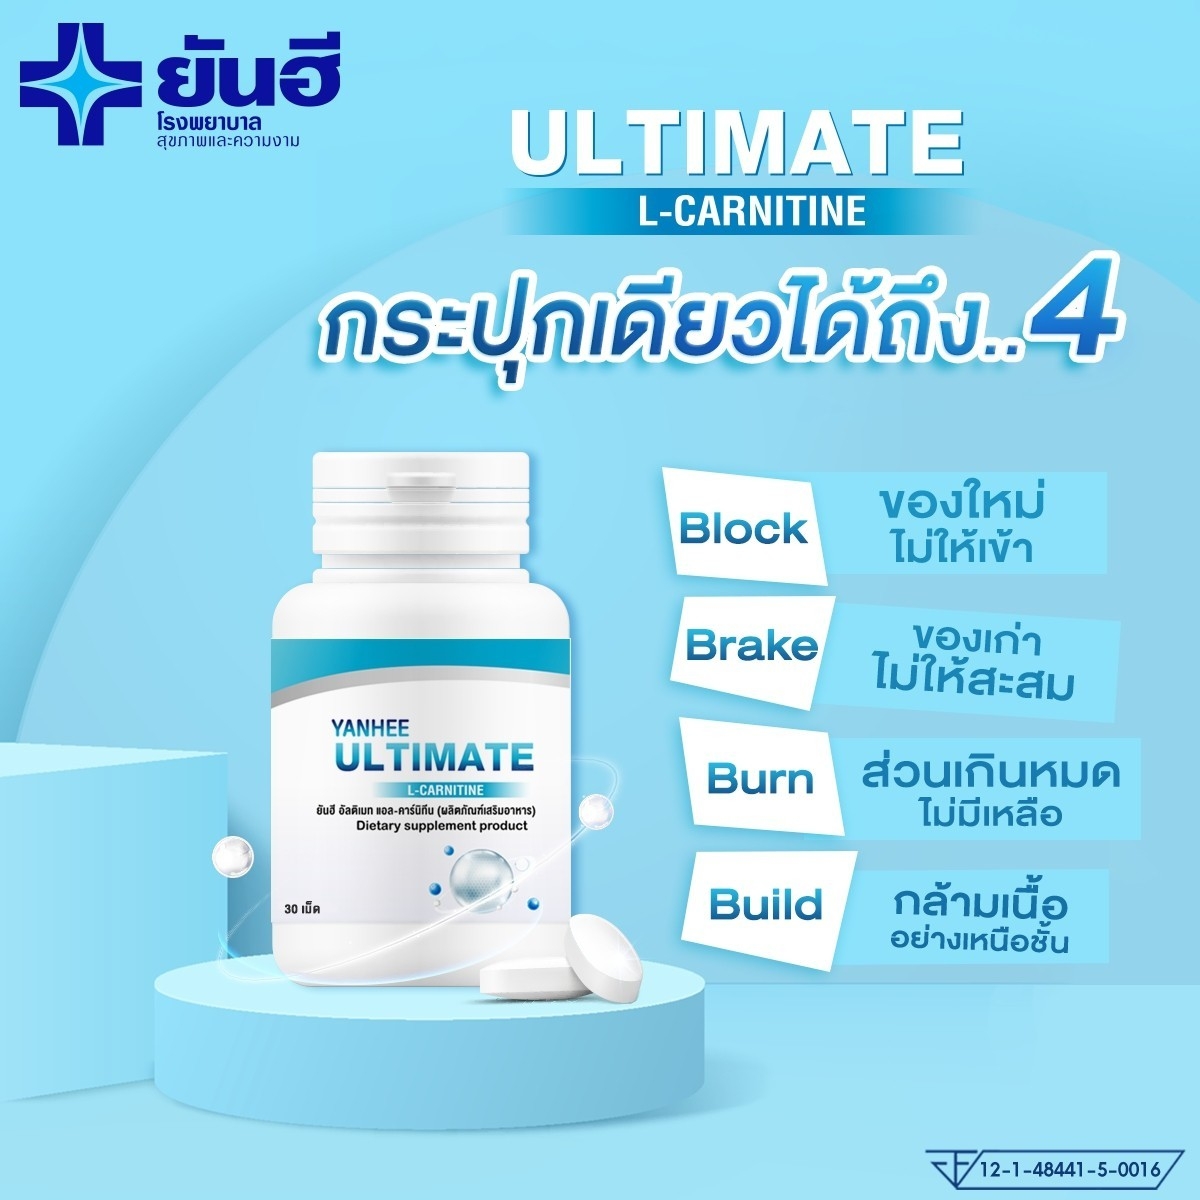 ยันฮี
โรงพยาบาล
สุขภาพและความงาม
ULTIMATE
L-CARNITINE
กระปุกเดียวได้ถึง..4
Block
ของใหม่
ไม่ให้เข้า
Brake
ของเก่า
ไม่ให้สะสม
Burn
ส่วนเกินหมด
ไม่มีเหลือ
Build
กล้ามเนื้อ
อย่างเหนือชั้น
YANHEE
ULTIMATE
L-CARNITINE
ยันฮี อัลติเมท แอล-คาร์นิทีน (ผลิตภัณฑ์เสริมอาหาร)
Dietary supplement product
30 เม็ด
12-1-48441-5-0016